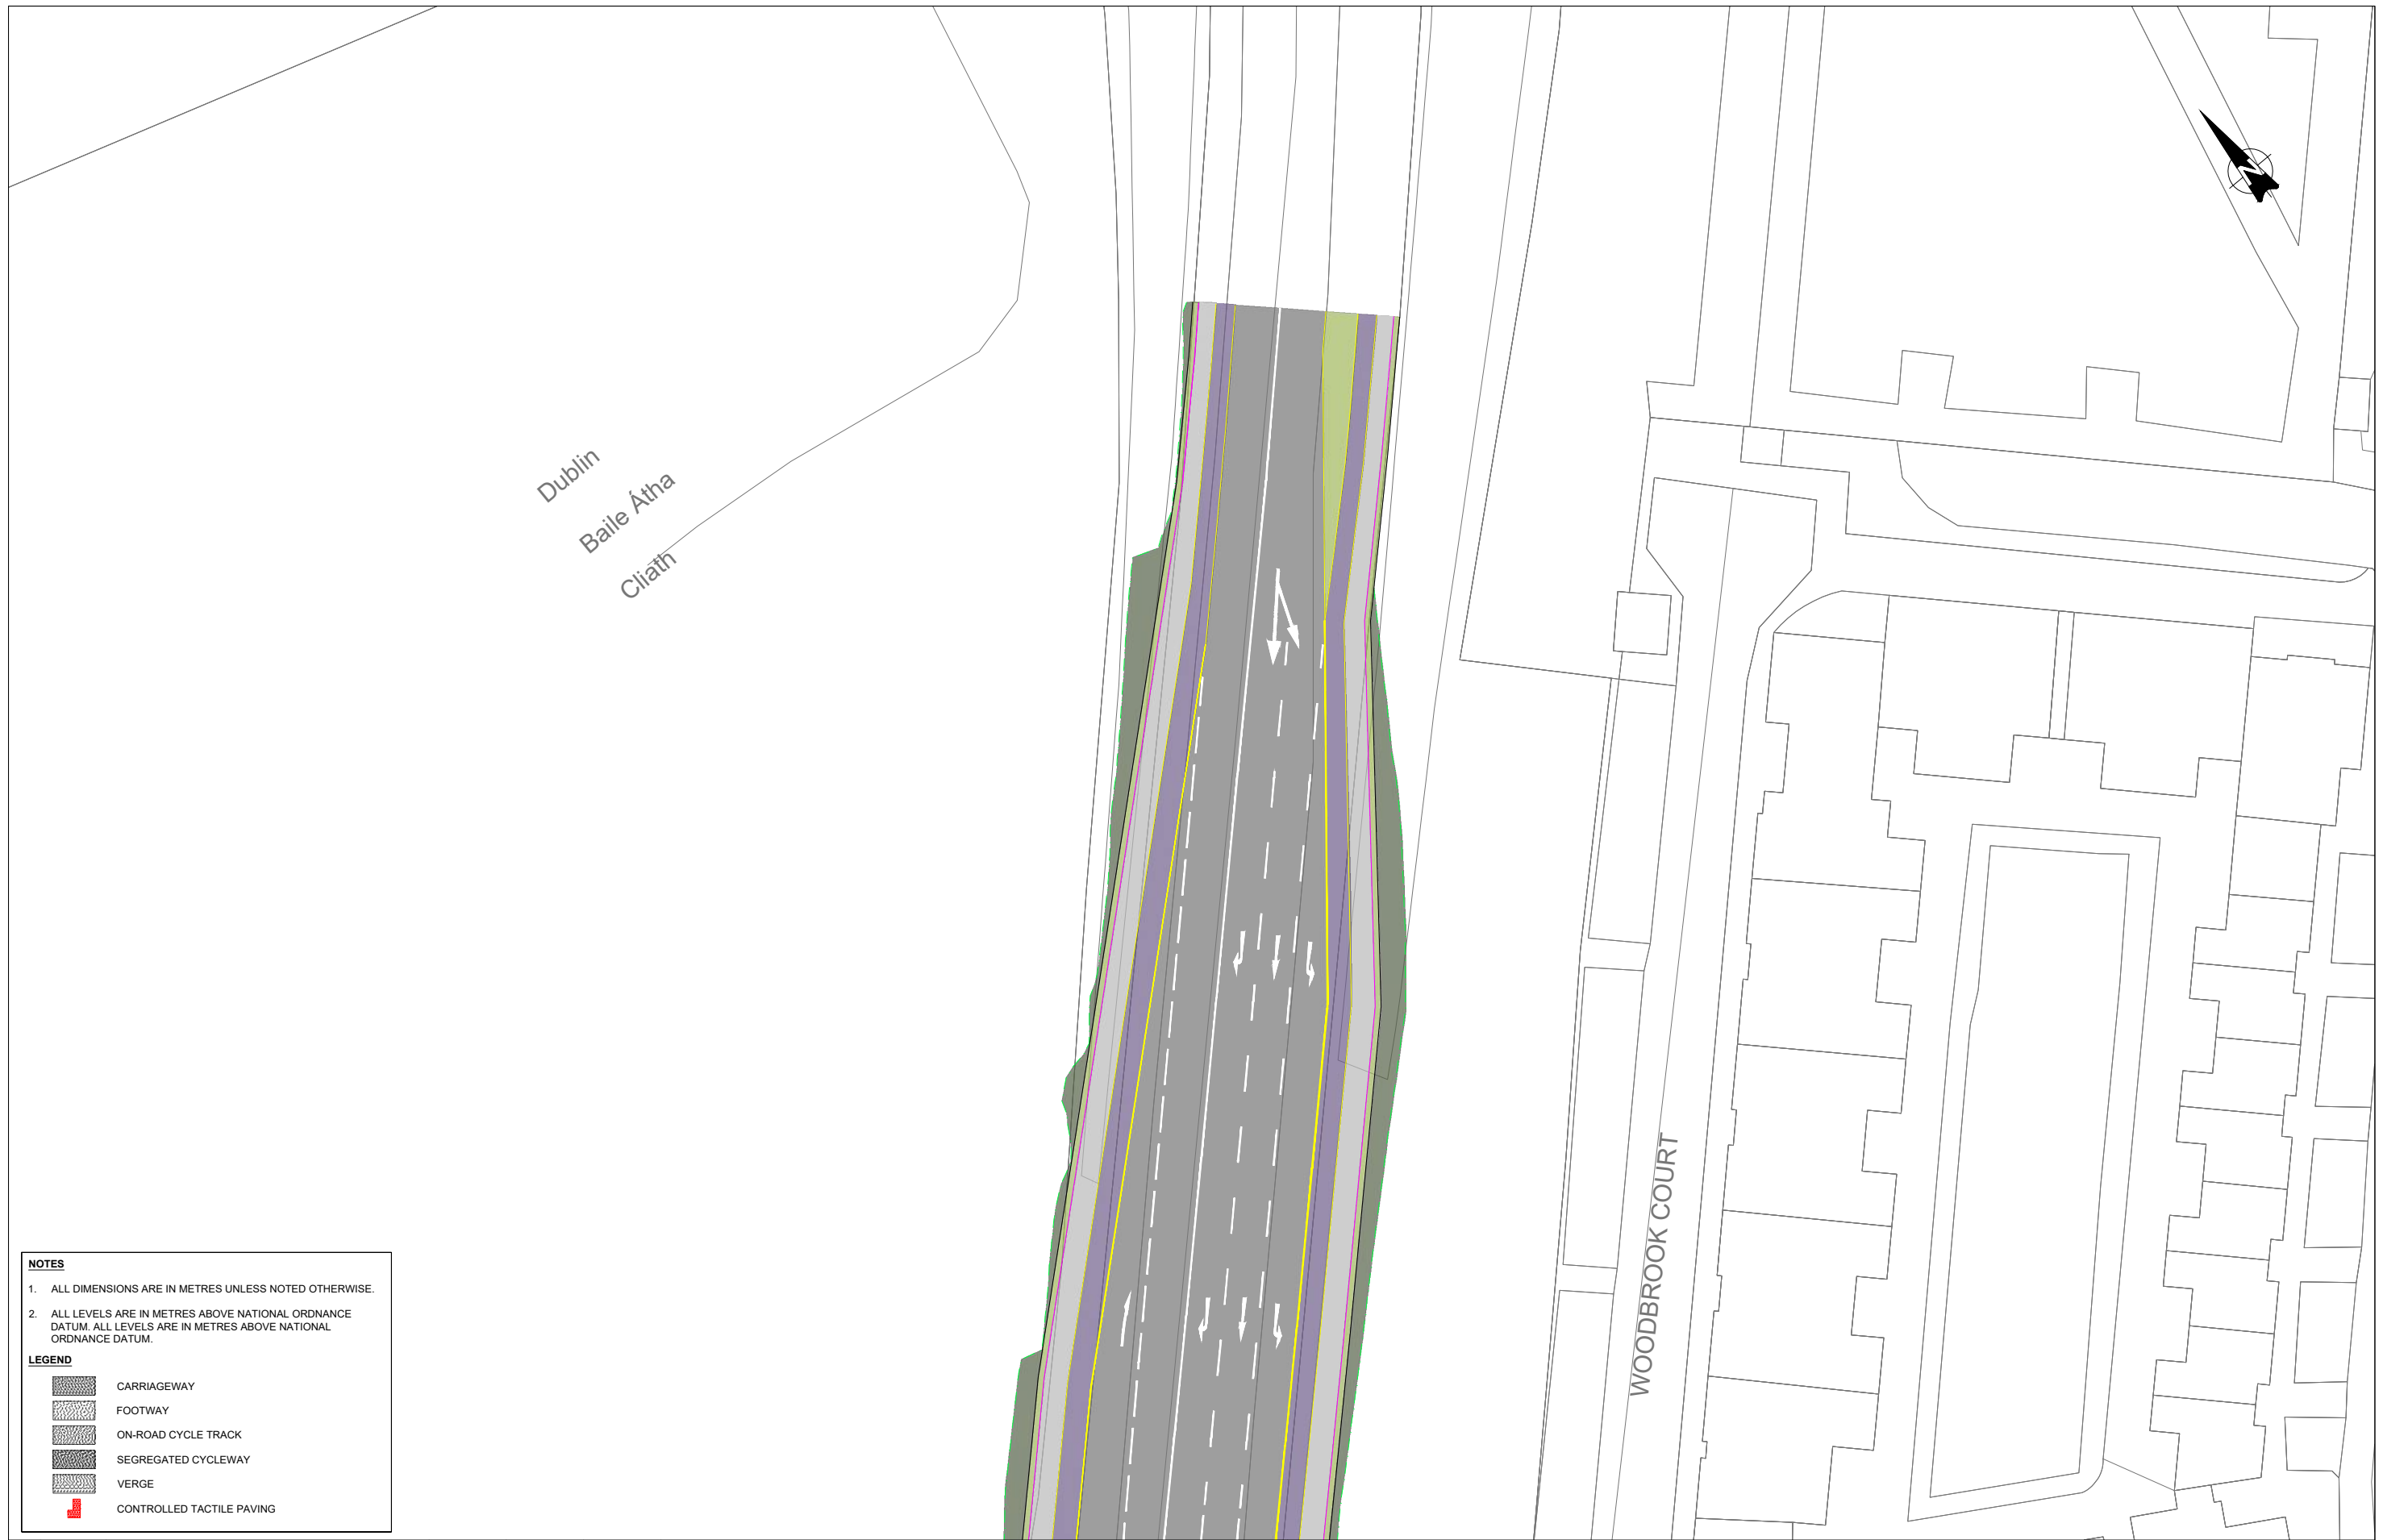 Dublin
Baile Átha
Cliath
N
WOODBROOK COURT
NOTES
1. ALL DIMENSIONS ARE IN METRES UNLESS NOTED OTHERWISE.
2. ALL LEVELS ARE IN METRES ABOVE NATIONAL ORDNANCE
DATUM. ALL LEVELS ARE IN METRES ABOVE NATIONAL
ORDNANCE DATUM.
LEGEND
CARRIAGEWAY
FOOTWAY
ON-ROAD CYCLE TRACK
SEGREGATED CYCLEWAY
VERGE
CONTROLLED TACTILE PAVING